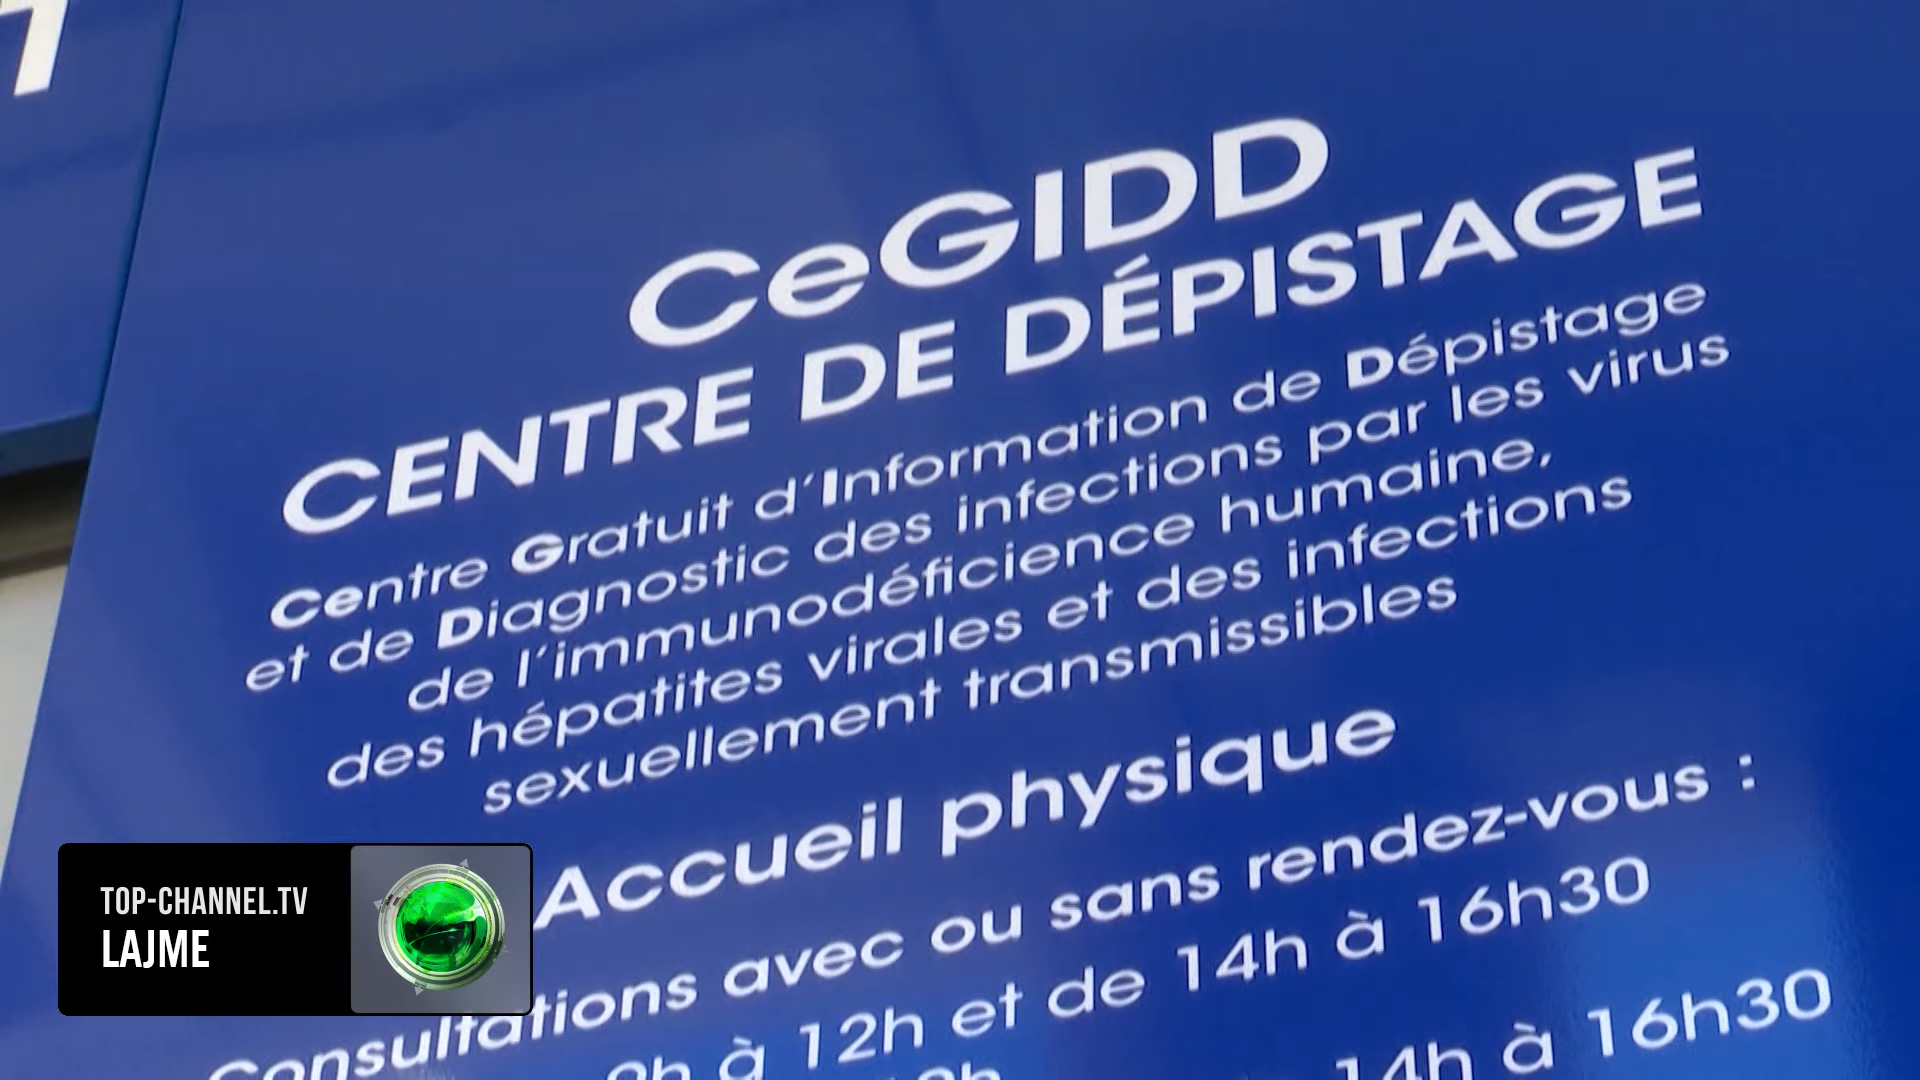 CeGIDD
CENTRE DE DÉPISTAGE
Centre Gratuit d'Information de Dépistage
et de Diagnostic des infections par les virus
de l'immunodéficience humaine,
des hépatites virales et des infections
sexuellement transmissibles
Accueil physique
Consultations avec ou sans rendez-vous :
à 12h et de 14h à 16h30
14h à 16h30
TOP-CHANNEL.TV
LAJME